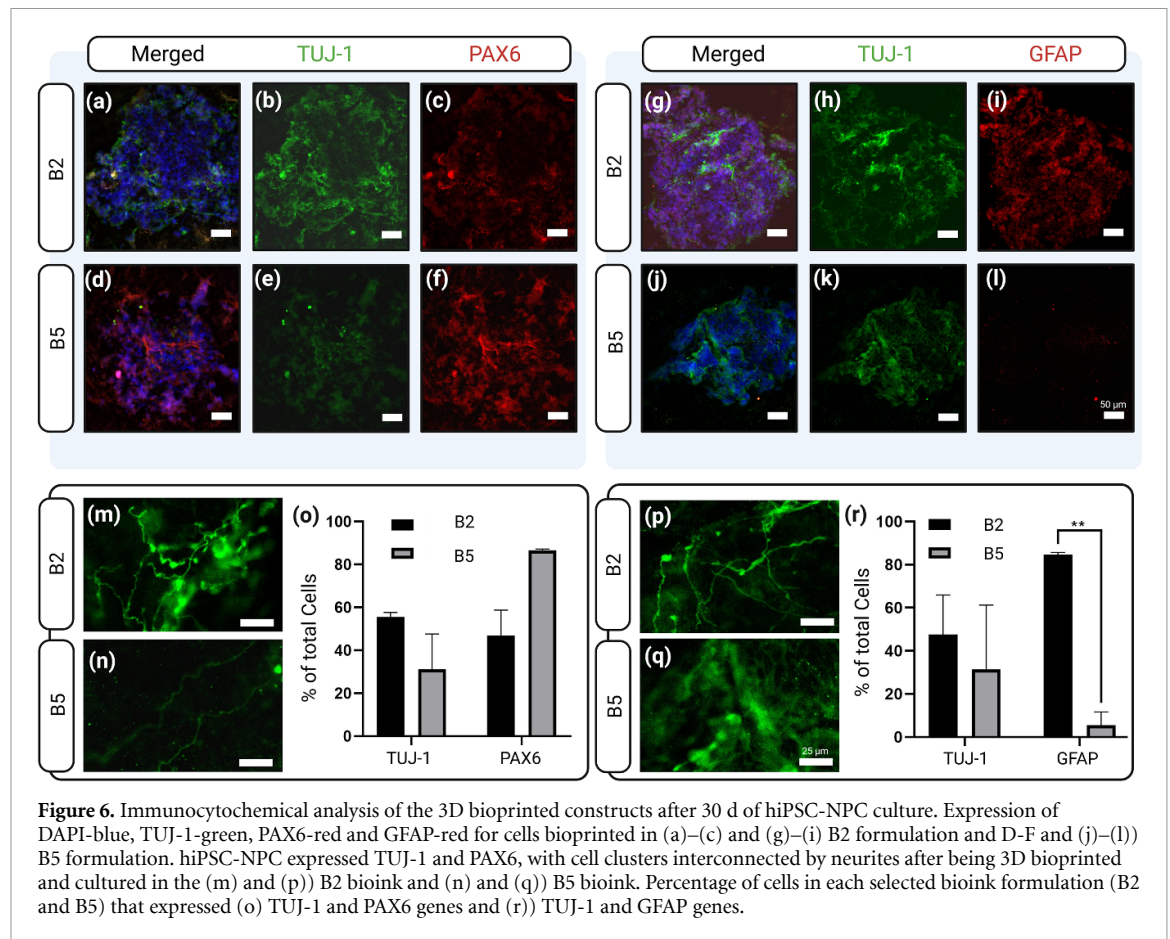 Merged TUJ-1 PAX6
Merged TUJ-1 GFAP
B2
(a) (b) (c)
B2
(g) (h) (i)
B5
(d) (e) (f)
B5
(j) (k) (l)
50 µm
B2
(m)
B5
(n)
(o)
B2
B5
% of total Cells
100
80
60
40
20
0
TUJ-1 PAX6
B2
(p)
B5
(q)
25 µm
(r)
B2
B5
**
% of total Cells
100
80
60
40
20
0
TUJ-1 GFAP
Figure 6. Immunocytochemical analysis of the 3D bioprinted constructs after 30 d of hiPSC-NPC culture. Expression of
DAPI-blue, TUJ-1-green, PAX6-red and GFAP-red for cells bioprinted in (a)–(c) and (g)–(i) B2 formulation and D-F and (j)–(l))
B5 formulation. hiPSC-NPC expressed TUJ-1 and PAX6, with cell clusters interconnected by neurites after being 3D bioprinted
and cultured in the (m) and (p)) B2 bioink and (n) and (q)) B5 bioink. Percentage of cells in each selected bioink formulation (B2
and B5) that expressed (o) TUJ-1 and PAX6 genes and (r)) TUJ-1 and GFAP genes.